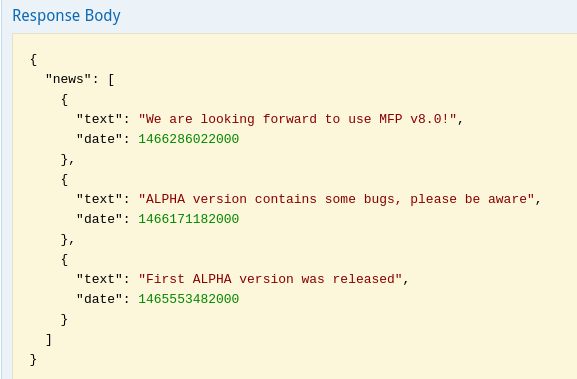 Response Body
{
  "news": [
    {
      "text": "We are looking forward to use MFP v8.0!",
      "date": 1466286022000
    },
    {
      "text": "ALPHA version contains some bugs, please be aware",
      "date": 1466171182000
    },
    {
      "text": "First ALPHA version was released",
      "date": 1465553482000
    }
  ]
}